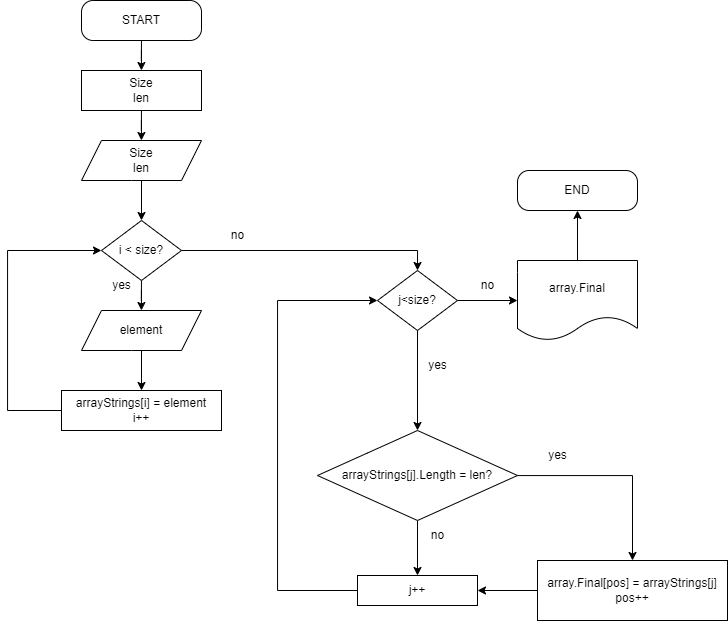 START
Size
len
Size
len
i < size?
no
yes
element
arrayStrings[i] = element
i++
END
array.Final
j<size?
no
yes
arrayStrings[j].Length = len?
yes
no
j++
array.Final[pos] = arrayStrings[j]
pos++